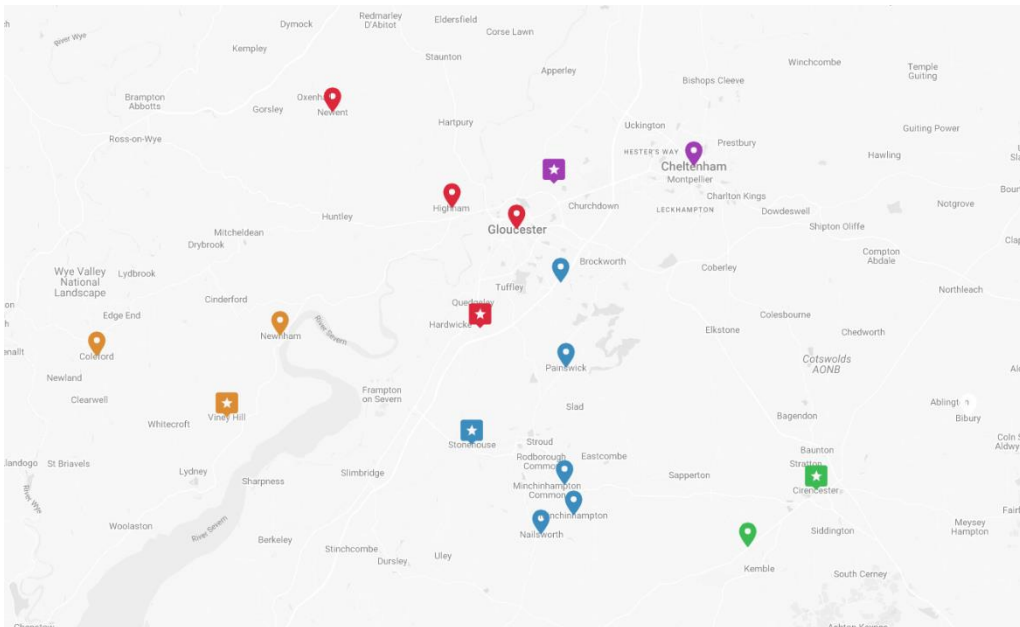 Redmarley
D'Abitot
Eldersfield
Dymock
Corse Lawn
River Wye
Kempley
Staunton
Winchcombe
Apperley
Temple
Guiting
Bishops Cleeve
Brampton
Abbotts
Gorsley
Newent
Hartpury
Uckington
Guiting Power
Ross-on-Wye
Prestbury
HESTER'S WAY
Hawling
Cheltenham
Montpellier
Charlton Kings
Notgrove
Highnam
Churchdown
LECKHAMPTON
Dowdeswell
Huntley
Shipton Oliffe
Gloucester
Mitcheldean
Drybrook
Compton
Abdale
Brockworth
Coberley
Wye Valley
National
Landscape
Lydbrook
Tuffley
Northleach
Cinderford
Quedgeley
Edge End
Colesbourne
Hardwicke
River Severn
Elkstone
Chedworth
Newnham
Coleford
Cotswolds
AONB
Painswick
Newland
Frampton
on Severn
Clearwell
Slad
Bagendon
Bibury
Viney Hill
Whitecroft
Stonehouse
Stroud
Baunton
Rodborough
Common
Eastcombe
Stratton
St Briavels
Lydney
Slimbridge
Sapperton
Sharpness
Minchinhampton
Common
Cirencester
River Wye
Woolaston
River Severn
Minchinhampton
Siddington
Meysey
Hampton
Nailsworth
Berkeley
Stinchcombe
Uley
Dursley
Kemble
South Cerney